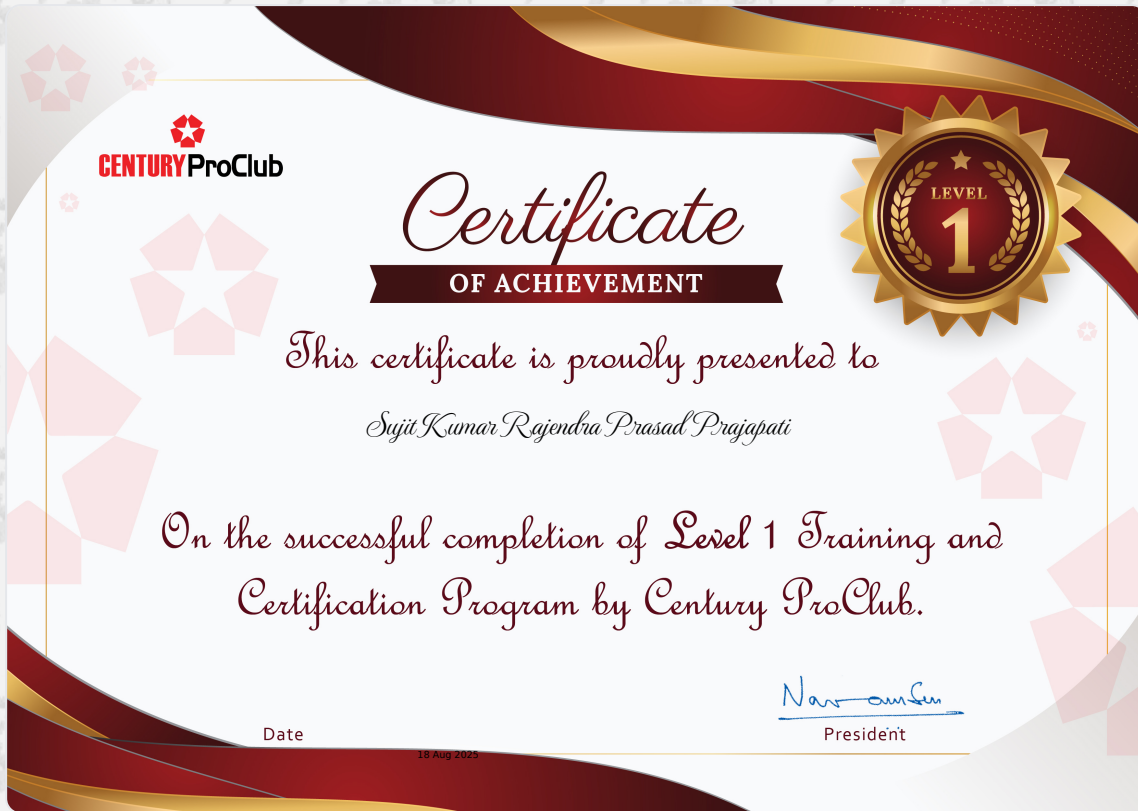 CENTURY ProClub
LEVEL
1
Certificate
OF ACHIEVEMENT
This certificate is proudly presented to
Sujit Kumar Rajendra Prasad Prajapati
On the successful completion of Level 1 Training and
Certification Program by Century ProClub.
Date
18 Aug 2025
President